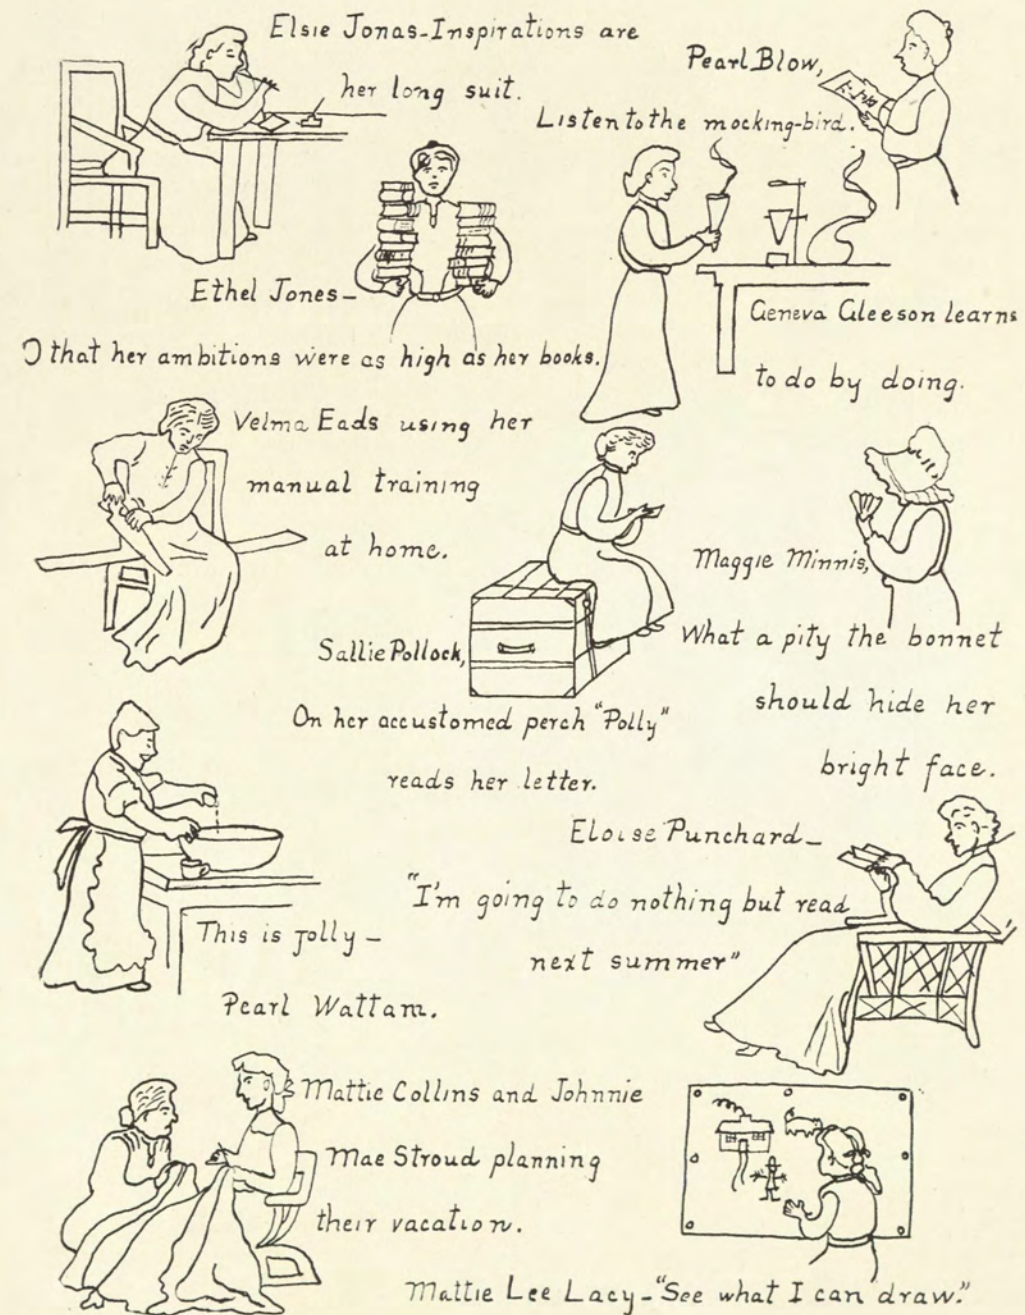 Elsie Jonas-Inspirations are
her long suit.
Pearl Blow,
Listen to the mocking-bird.
Ethel Jones-
O that her ambitions were as high as her books.
Geneva Gleeson learns
to do by doing.
Velma Eads using her
manual training
at home.
Sallie Pollock,
On her accustomed perch "Polly"
reads her letter.
Maggie Minnis,
What a pity the bonnet
should hide her
bright face.
This is jolly-
Pearl Wattam.
Eloise Punchard-
"I'm going to do nothing but read
next summer"
Mattie Collins and Johnnie
Mae Stroud planning
their vacation.
Mattie Lee Lacy-"See what I can draw."